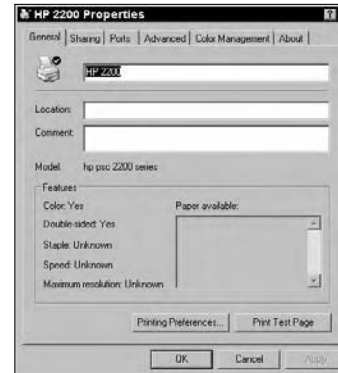 HP 2200 Properties
?
General Sharing Ports Advanced Color Management About
HP 2200
Location:
Comment:
Model: hp psc 2200 series
Features
Color: Yes
Paper available:
Double-sided: Yes
Staple: Unknown
Speed: Unknown
Maximum resolution: Unknown
Printing Preferences...
Print Test Page
OK
Cancel
Apply